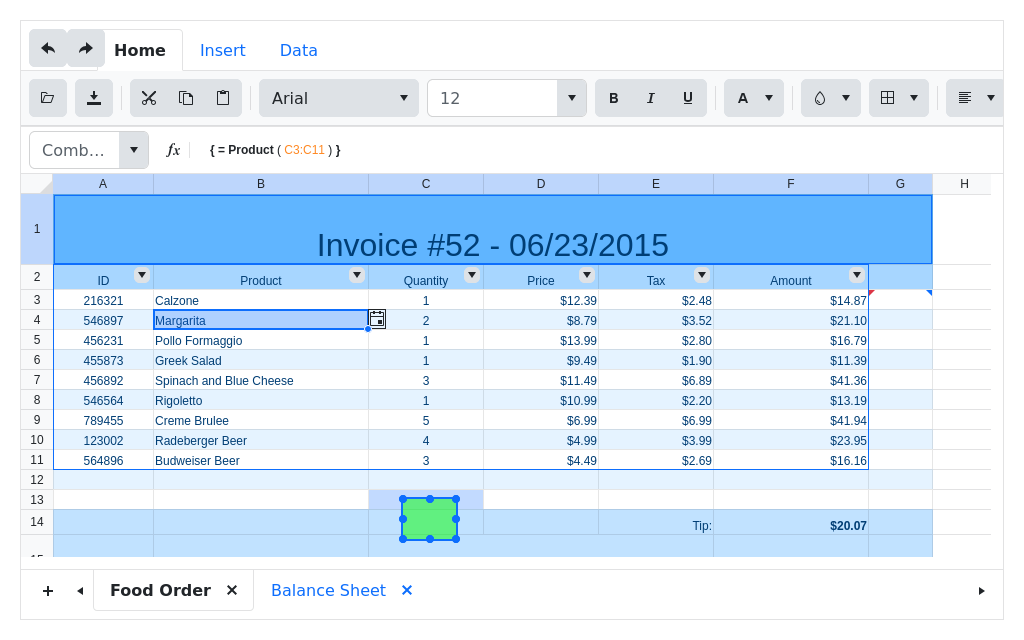 Home Insert Data
Arial 12 B I U A
Comb... fx { = Product ( C3:C11 ) }
A B C D E F G H
1 Invoice #52 - 06/23/2015
2 ID Product Quantity Price Tax Amount
3 216321 Calzone 1 $12.39 $2.48 $14.87
4 546897 Margarita 2 $8.79 $3.52 $21.10
5 456231 Pollo Formaggio 1 $13.99 $2.80 $16.79
6 455873 Greek Salad 1 $9.49 $1.90 $11.39
7 456892 Spinach and Blue Cheese 3 $11.49 $6.89 $41.36
8 546564 Rigoletto 1 $10.99 $2.20 $13.19
9 789455 Creme Brulee 5 $6.99 $6.99 $41.94
10 123002 Radeberger Beer 4 $4.99 $3.99 $23.95
11 564896 Budweiser Beer 3 $4.49 $2.69 $16.16
12
13
14 Tip: $20.07
Food Order Balance Sheet